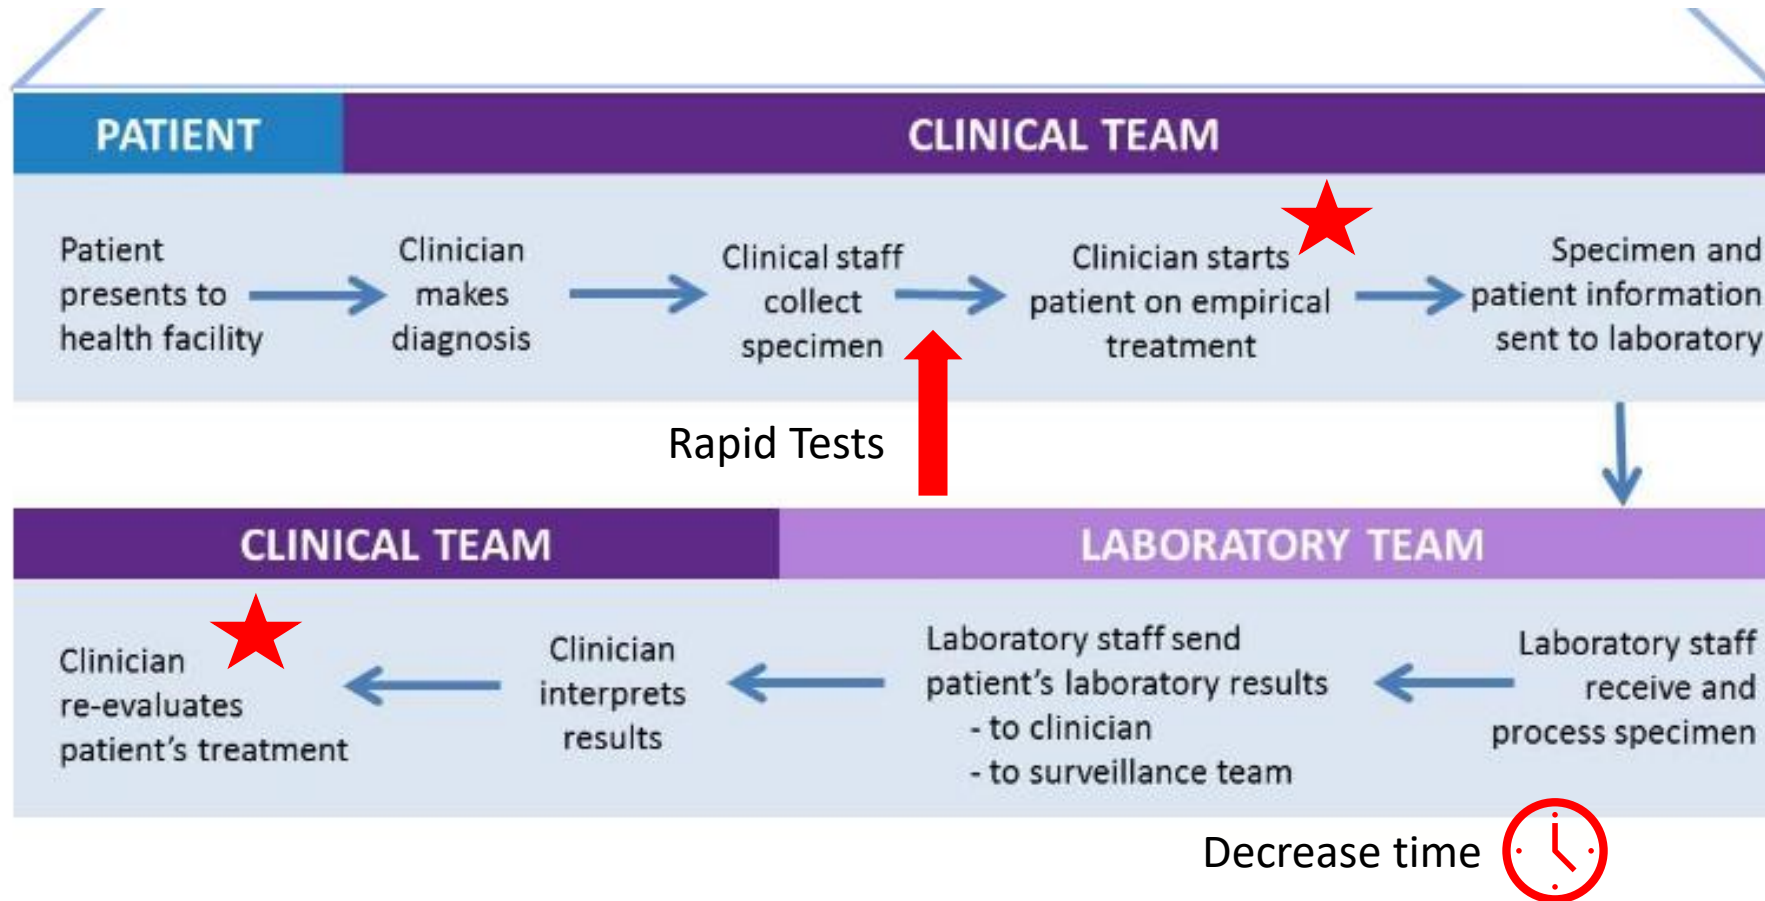 PATIENT
CLINICAL TEAM
Patient
presents to
health facility
Clinician
makes
diagnosis
Clinical staff
collect
specimen
Clinician starts
patient on empirical
treatment
Specimen and
patient information
sent to laboratory
Rapid Tests
CLINICAL TEAM
LABORATORY TEAM
Clinician
re-evaluates
patient's treatment
Clinician
interprets
results
Laboratory staff send
patient's laboratory results
- to clinician
- to surveillance team
Laboratory staff
receive and
process specimen
Decrease time